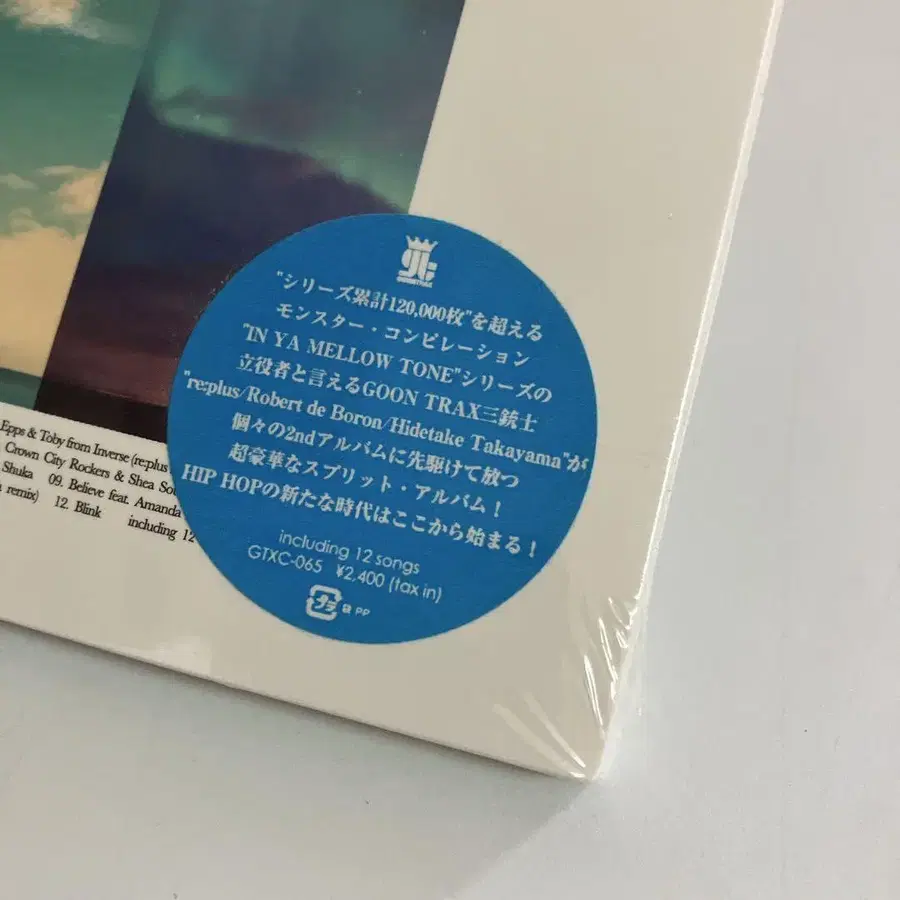 Epps & Toby from Inverse (re:plus
Crown City Rockers & Shea Sou
Shuka 09. Believe feat. Amanda
remix) 12. Blink including 12
"シリーズ累計120,000枚"を超える
モンスター・コンピレーション
"IN YA MELLOW TONE"シリーズの
立役者と言えるGOON TRAX三銃士
"re:plus/Robert de Boron/Hidetake Takayama"が
個々の2ndアルバムに先駆けて放つ
超豪華なスプリット・アルバム！
HIP HOPの新たな時代はここから始まる！
including 12 songs
GTXC-065 ¥2,400 (tax in)
プラ PP